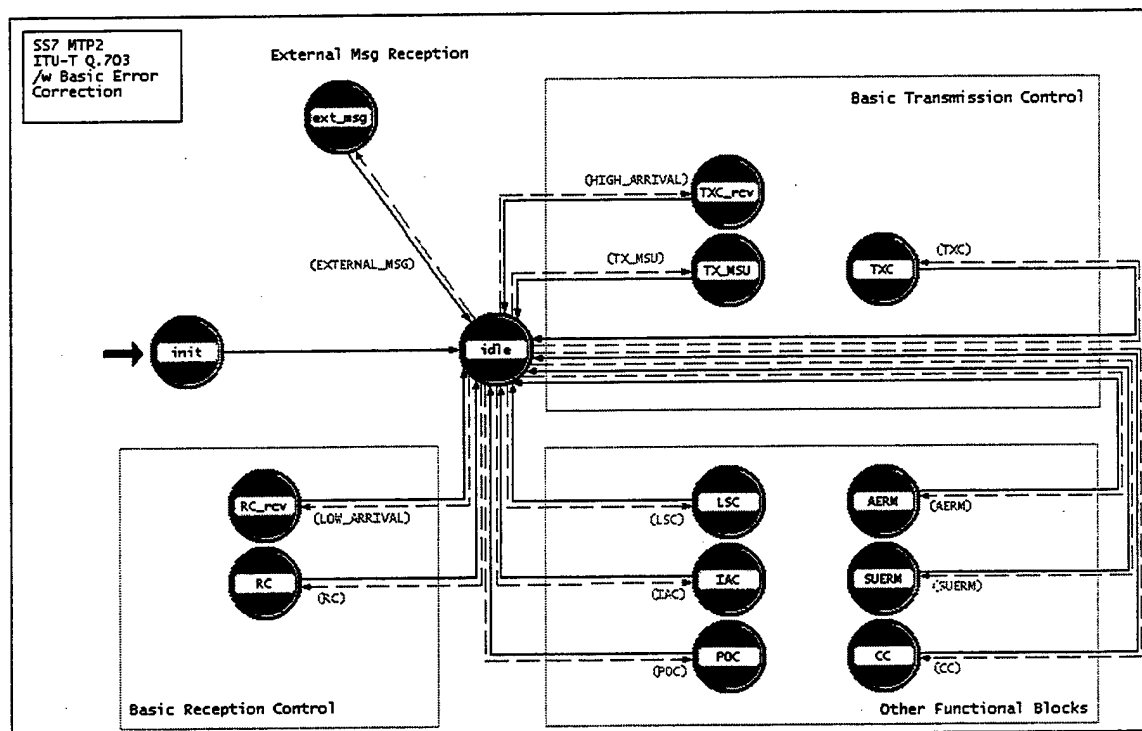 SS7 MTP2
ITU-T Q.703
/w Basic Error
Correction
External Msg Reception
Basic Transmission Control
ext_msg
(HIGH_ARRIVAL)
TXC_rcv
(EXTERNAL_MSG)
(TX_MSU)
TX_MSU
TXC
(TXC)
init
idle
RC_rcv
(LOW_ARRIVAL)
LSC
(LSC)
AERM
(AERM)
RC
(RC)
IAC
(IAC)
SUERM
(SUERM)
POC
(POC)
CC
(CC)
Basic Reception Control
Other Functional Blocks